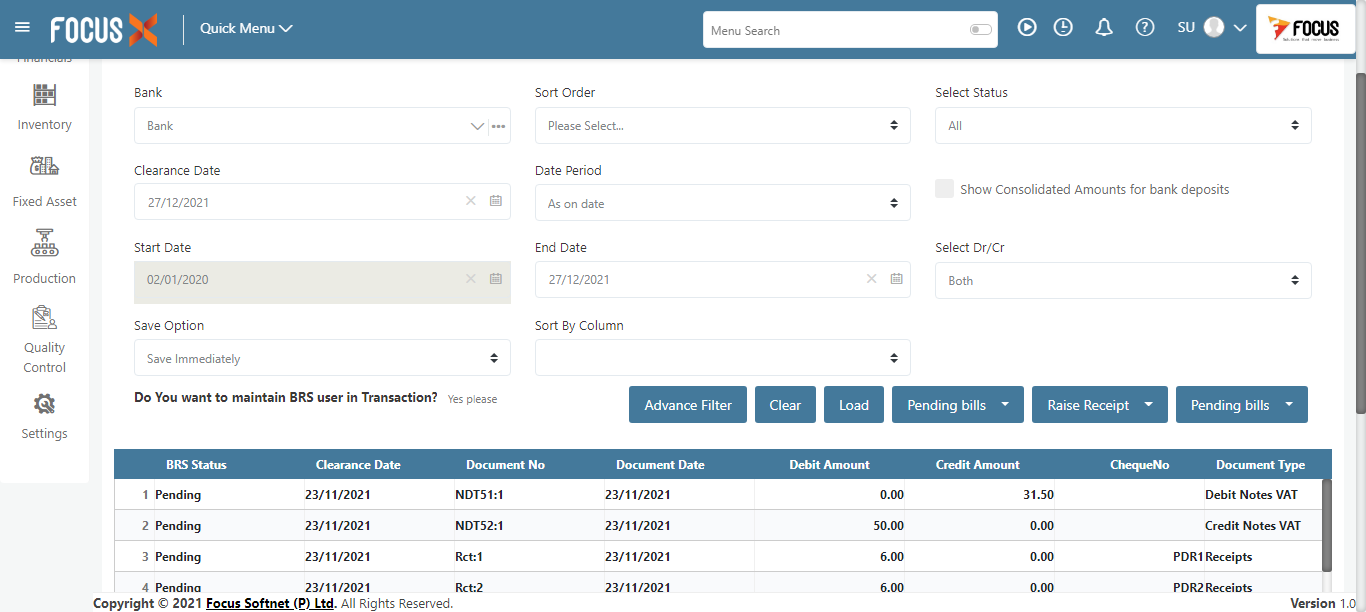 FOCUS X
Quick Menu
Menu Search
SU
FOCUS
Financials
Inventory
Fixed Asset
Production
Quality
Control
Settings
Bank
Sort Order
Select Status
Bank
Please Select...
All
Clearance Date
Date Period
27/12/2021
As on date
Show Consolidated Amounts for bank deposits
Start Date
End Date
Select Dr/Cr
02/01/2020
27/12/2021
Both
Save Option
Sort By Column
Save Immediately
Do You want to maintain BRS user in Transaction? Yes please
Advance Filter Clear Load Pending bills Raise Receipt Pending bills
BRS Status Clearance Date Document No Document Date Debit Amount Credit Amount ChequeNo Document Type
1 Pending 23/11/2021 NDT51:1 23/11/2021 0.00 31.50 Debit Notes VAT
2 Pending 23/11/2021 NDT52:1 23/11/2021 50.00 0.00 Credit Notes VAT
3 Pending 23/11/2021 Rct:1 23/11/2021 6.00 0.00 PDR1 Receipts
4 Pending 23/11/2021 Rct:2 23/11/2021 6.00 0.00 PDR2 Receipts
Copyright © 2021 Focus Softnet (P) Ltd. All Rights Reserved.
Version 1.0